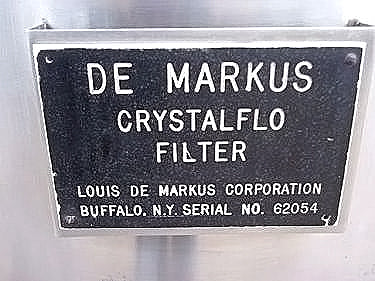 DE MARKUS
CRYSTALFLO
FILTER
LOUIS DE MARKUS CORPORATION
BUFFALO, N.Y. SERIAL NO. 62054